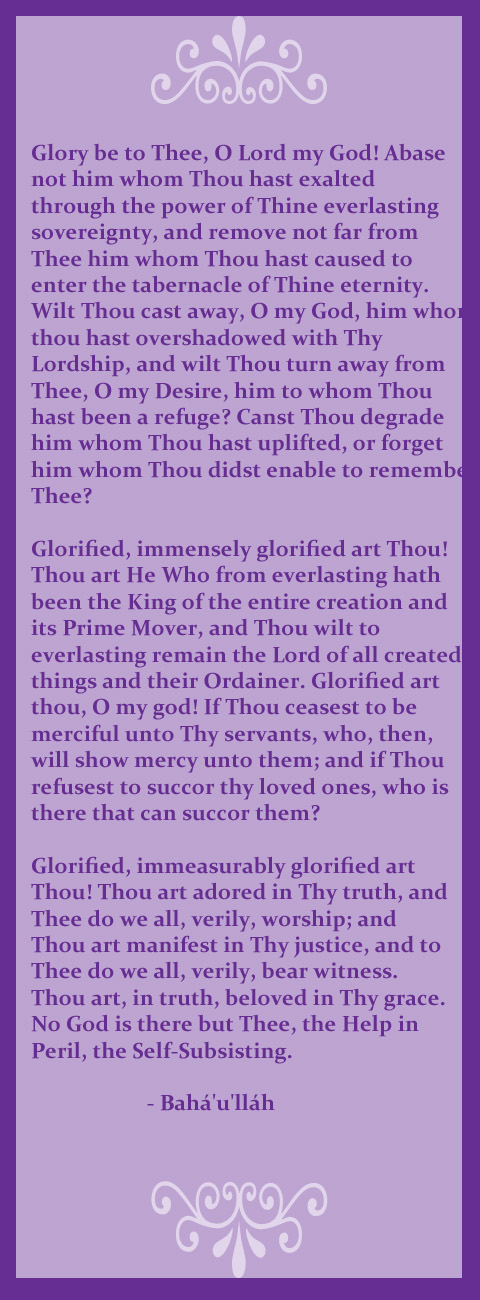 Glory be to Thee, O Lord my God! Abase
not him whom Thou hast exalted
through the power of Thine everlasting
sovereignty, and remove not far from
Thee him whom Thou hast caused to
enter the tabernacle of Thine eternity.
Wilt Thou cast away, O my God, him whom
thou hast overshadowed with Thy
Lordship, and wilt Thou turn away from
Thee, O my Desire, him to whom Thou
hast been a refuge? Canst Thou degrade
him whom Thou hast uplifted, or forget
him whom Thou didst enable to remembe
Thee?

Glorified, immensely glorified art Thou!
Thou art He Who from everlasting hath
been the King of the entire creation and
its Prime Mover, and Thou wilt to
everlasting remain the Lord of all created
things and their Ordainer. Glorified art
thou, O my god! If Thou ceasest to be
merciful unto Thy servants, who, then,
will show mercy unto them; and if Thou
refusest to succor thy loved ones, who is
there that can succor them?

Glorified, immeasurably glorified art
Thou! Thou art adored in Thy truth, and
Thee do we all, verily, worship; and
Thou art manifest in Thy justice, and to
Thee do we all, verily, bear witness.
Thou art, in truth, beloved in Thy grace.
No God is there but Thee, the Help in
Peril, the Self-Subsisting.

- Bahá'u'lláh